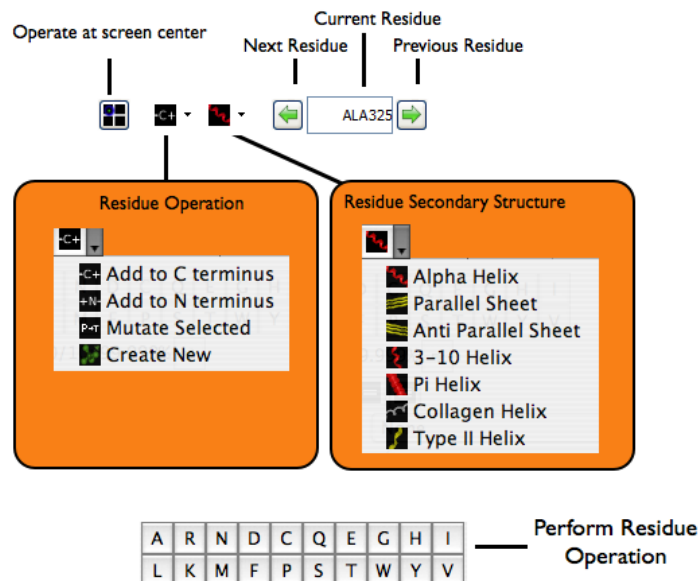 Current Residue
Operate at screen center
Next Residue
Previous Residue
-C+
ALA325
Residue Operation
Residue Secondary Structure
-C+
-C+ Add to C terminus
+N- Add to N terminus
P→T Mutate Selected
Create New
Alpha Helix
Parallel Sheet
Anti Parallel Sheet
3-10 Helix
Pi Helix
Collagen Helix
Type II Helix
A R N D C Q E G H I
L K M F P S T W Y V
Perform Residue
Operation